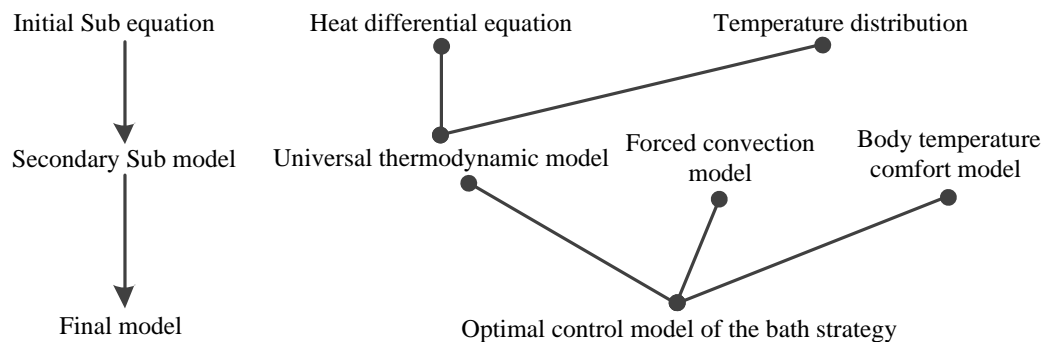 Initial Sub equation
Heat differential equation
Temperature distribution
Secondary Sub model
Universal thermodynamic model
Forced convection
model
Body temperature
comfort model
Final model
Optimal control model of the bath strategy